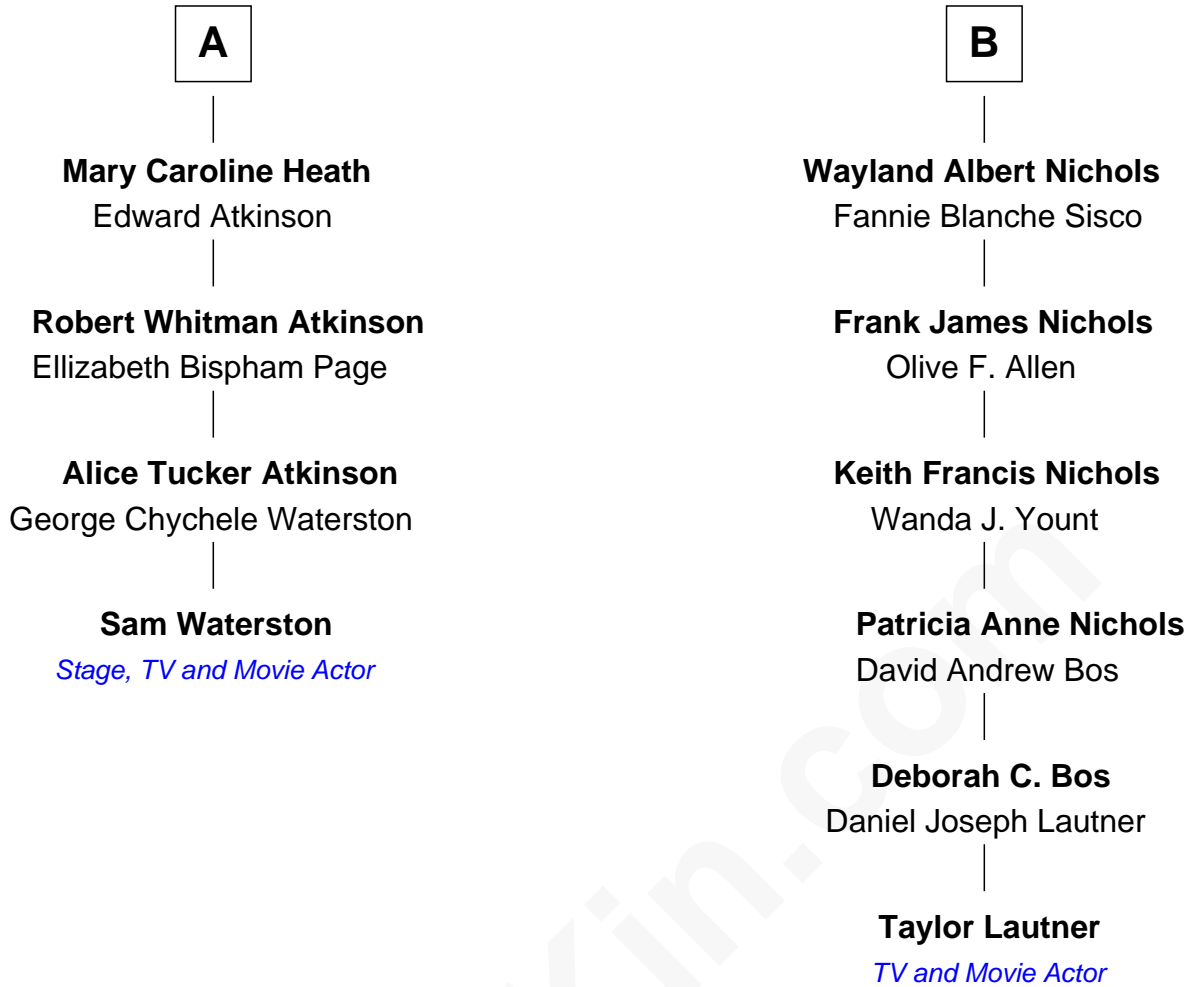 A
Mary Caroline Heath
Edward Atkinson
Robert Whitman Atkinson
Ellizabeth Bispham Page
Alice Tucker Atkinson
George Chychele Waterston
Sam Waterston
Stage, TV and Movie Actor
B
Wayland Albert Nichols
Fannie Blanche Sisco
Frank James Nichols
Olive F. Allen
Keith Francis Nichols
Wanda J. Yount
Patricia Anne Nichols
David Andrew Bos
Deborah C. Bos
Daniel Joseph Lautner
Taylor Lautner
TV and Movie Actor